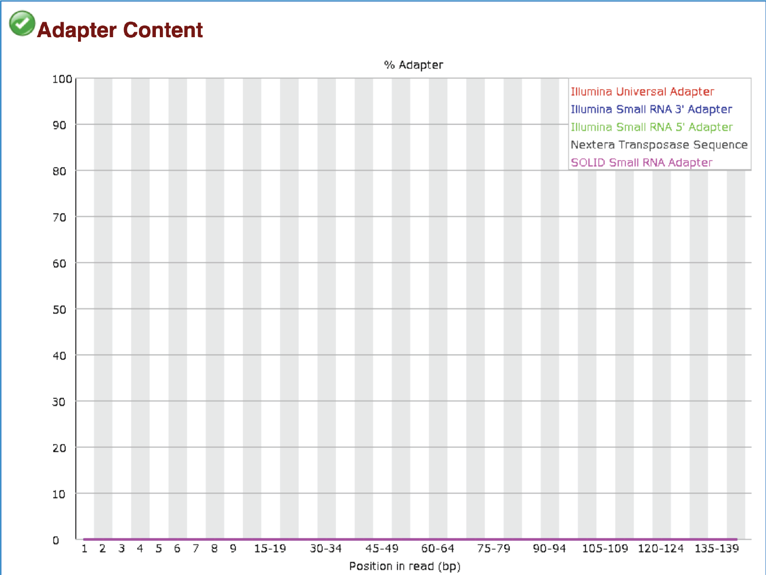 Adapter Content
% Adapter
100
90
80
70
60
50
40
30
20
10
0
Illumina Universal Adapter
Illumina Small RNA 3' Adapter
Illumina Small RNA 5' Adapter
Nextera Transposase Sequence
SOLID Small RNA Adapter
1 2 3 4 5 6 7 8 9 15-19 30-34 45-49 60-64 75-79 90-94 105-109 120-124 135-139
Position in read (bp)